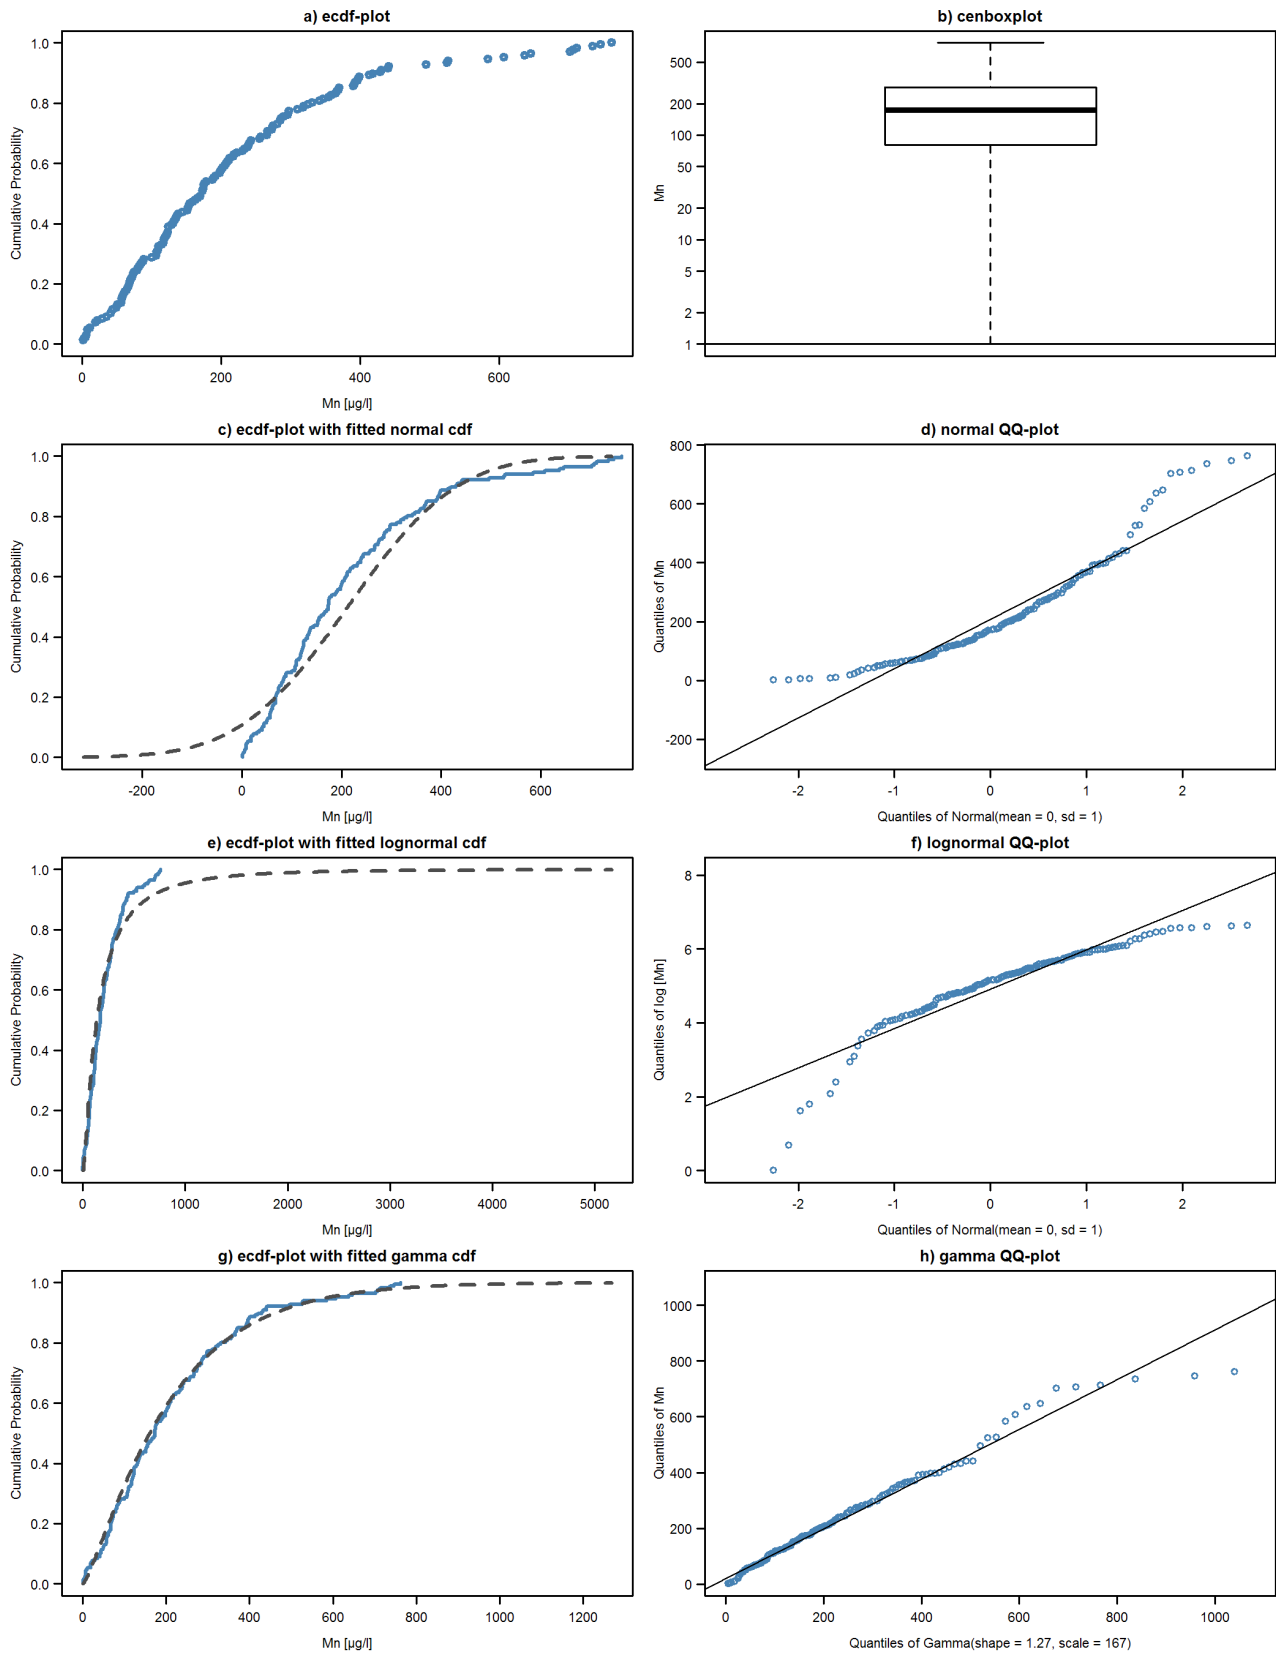 a) ecdf-plot
Cumulative Probability
1.0
0.8
0.6
0.4
0.2
0.0
0 200 400 600
Mn [µg/l]
b) cenboxplot
Mn
500
200
100
50
20
10
5
2
1
c) ecdf-plot with fitted normal cdf
Cumulative Probability
1.0
0.8
0.6
0.4
0.2
0.0
-200 0 200 400 600
Mn [µg/l]
d) normal QQ-plot
Quantiles of Mn
800
600
400
200
0
-200
-2 -1 0 1 2
Quantiles of Normal(mean = 0, sd = 1)
e) ecdf-plot with fitted lognormal cdf
Cumulative Probability
1.0
0.8
0.6
0.4
0.2
0.0
0 1000 2000 3000 4000 5000
Mn [µg/l]
f) lognormal QQ-plot
Quantiles of log [Mn]
8
6
4
2
0
-2 -1 0 1 2
Quantiles of Normal(mean = 0, sd = 1)
g) ecdf-plot with fitted gamma cdf
Cumulative Probability
1.0
0.8
0.6
0.4
0.2
0.0
0 200 400 600 800 1000 1200
Mn [µg/l]
h) gamma QQ-plot
Quantiles of Mn
1000
800
600
400
200
0
0 200 400 600 800 1000
Quantiles of Gamma(shape = 1.27, scale = 167)